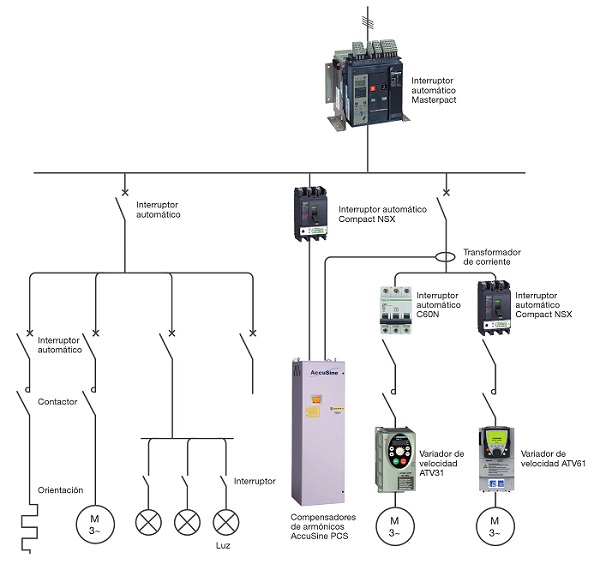 Interruptor
automático
Masterpact
Interruptor
automático
Interruptor automático
Compact NSX
Transformador
de corriente
Interruptor
automático
C60N
Interruptor
automático
Compact NSX
Interruptor
automático
AccuSine
Contactor
Variador de
velocidad
ATV31
Variador de
velocidad ATV61
Orientación
Interruptor
M
3~
Luz
Compensadores
de armónicos
AccuSine PCS
M
3~
M
3~